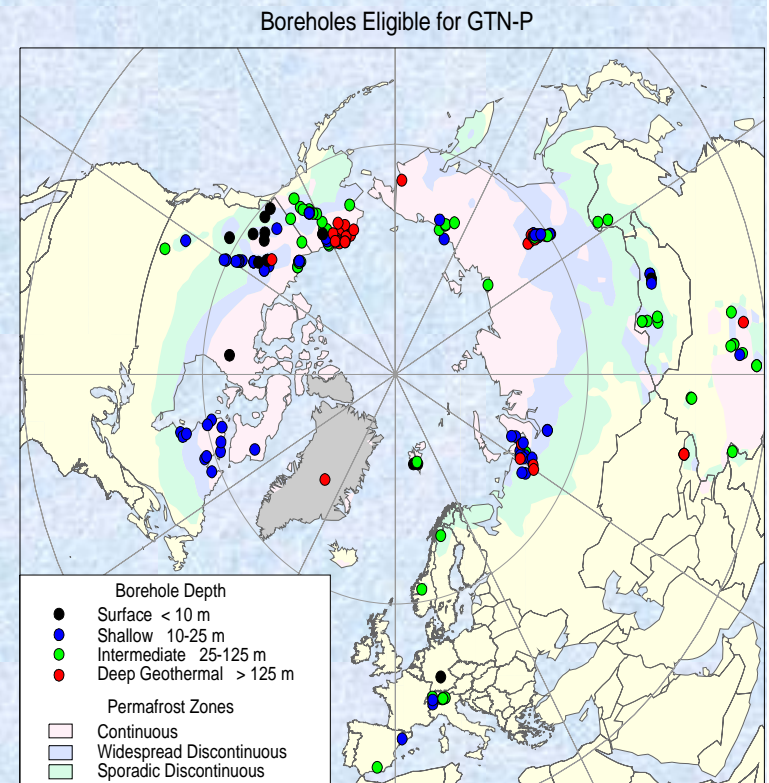 Boreholes Eligible for GTN-P
Borehole Depth
Surface < 10 m
Shallow 10-25 m
Intermediate 25-125 m
Deep Geothermal > 125 m
Permafrost Zones
Continuous
Widespread Discontinuous
Sporadic Discontinuous